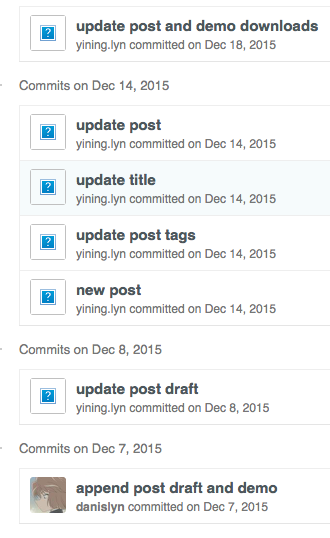 update post and demo downloads
yining.lyn committed on Dec 18, 2015
Commits on Dec 14, 2015
update post
yining.lyn committed on Dec 14, 2015
update title
yining.lyn committed on Dec 14, 2015
update post tags
yining.lyn committed on Dec 14, 2015
new post
yining.lyn committed on Dec 14, 2015
Commits on Dec 8, 2015
update post draft
yining.lyn committed on Dec 8, 2015
Commits on Dec 7, 2015
append post draft and demo
danislyn committed on Dec 7, 2015